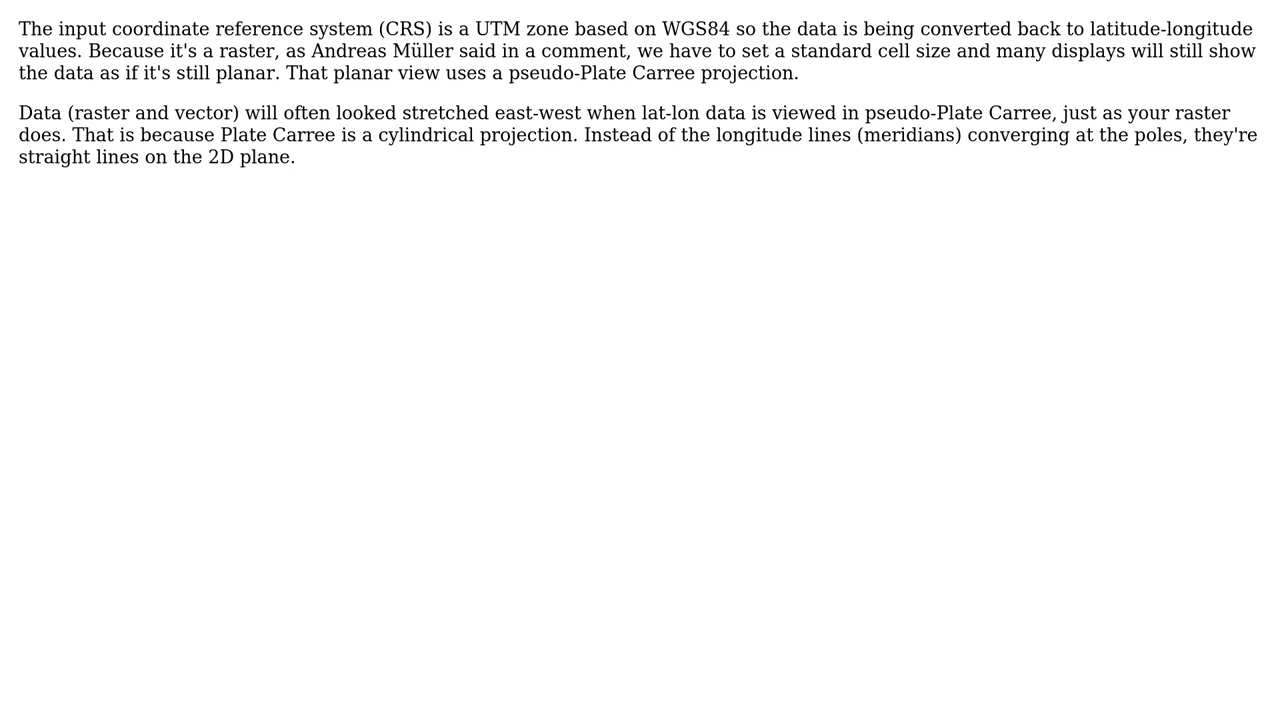 The input coordinate reference system (CRS) is a UTM zone based on WGS84 so the data is being converted back to latitude-longitude
values. Because it's a raster, as Andreas Müller said in a comment, we have to set a standard cell size and many displays will still show
the data as if it's still planar. That planar view uses a pseudo-Plate Carree projection.
Data (raster and vector) will often looked stretched east-west when lat-lon data is viewed in pseudo-Plate Carree, just as your raster
does. That is because Plate Carree is a cylindrical projection. Instead of the longitude lines (meridians) converging at the poles, they're
straight lines on the 2D plane.